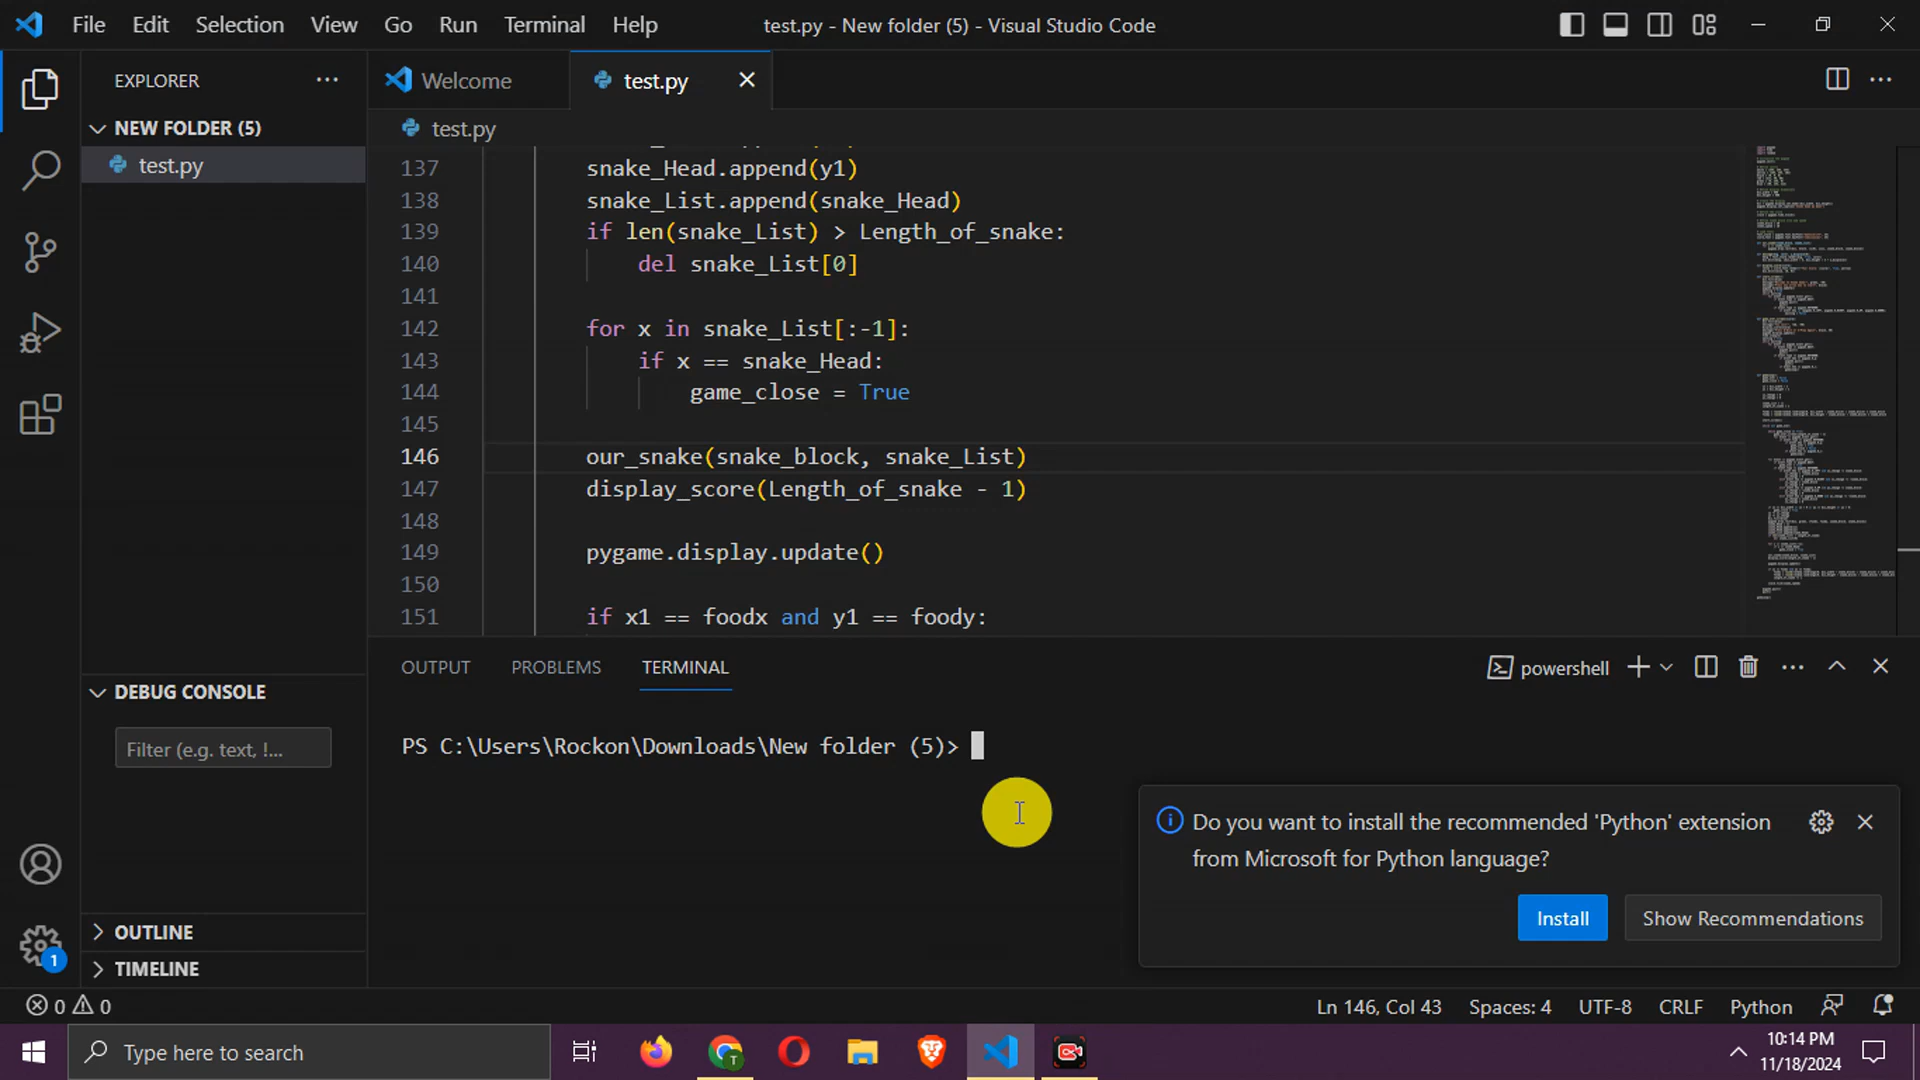 File Edit Selection View Go Run Terminal Help
test.py - New folder (5) - Visual Studio Code
EXPLORER
NEW FOLDER (5)
test.py
DEBUG CONSOLE
Filter (e.g. text, !...
OUTLINE
TIMELINE
1
Welcome
test.py
test.py
137 snake_Head.append(y1)
138 snake_List.append(snake_Head)
139 if len(snake_List) > Length_of_snake:
140 del snake_List[0]
141
142 for x in snake_List[:-1]:
143 if x == snake_Head:
144 game_close = True
145
146 our_snake(snake_block, snake_List)
147 display_score(Length_of_snake - 1)
148
149 pygame.display.update()
150
151 if x1 == foodx and y1 == foody:
OUTPUT PROBLEMS TERMINAL
powershell
PS C:\Users\Rockon\Downloads\New folder (5)>
Do you want to install the recommended 'Python' extension
from Microsoft for Python language?
Install
Show Recommendations
0 0
Ln 146, Col 43 Spaces: 4 UTF-8 CRLF Python
Type here to search
T
10:14 PM
11/18/2024